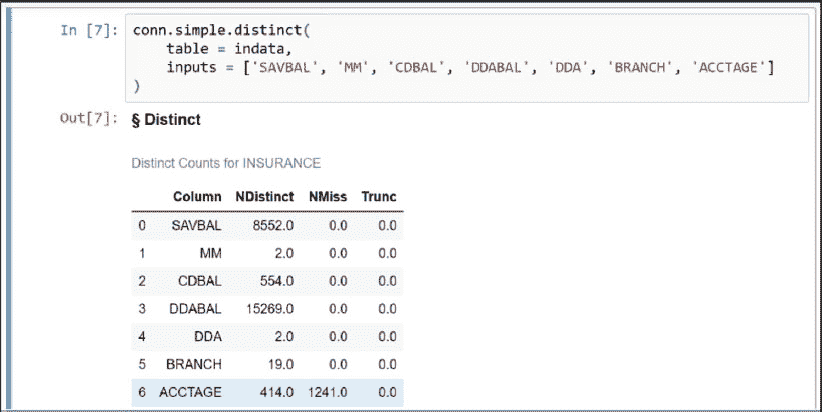 In [7]: conn.simple.distinct(
table = indata,
inputs = ['SAVBAL', 'MM', 'CDBAL', 'DDABAL', 'DDA', 'BRANCH', 'ACCTAGE']
)
Out[7]: § Distinct
Distinct Counts for INSURANCE
Column NDistinct NMiss Trunc
0 SAVBAL 8552.0 0.0 0.0
1 MM 2.0 0.0 0.0
2 CDBAL 554.0 0.0 0.0
3 DDABAL 15269.0 0.0 0.0
4 DDA 2.0 0.0 0.0
5 BRANCH 19.0 0.0 0.0
6 ACCTAGE 414.0 1241.0 0.0